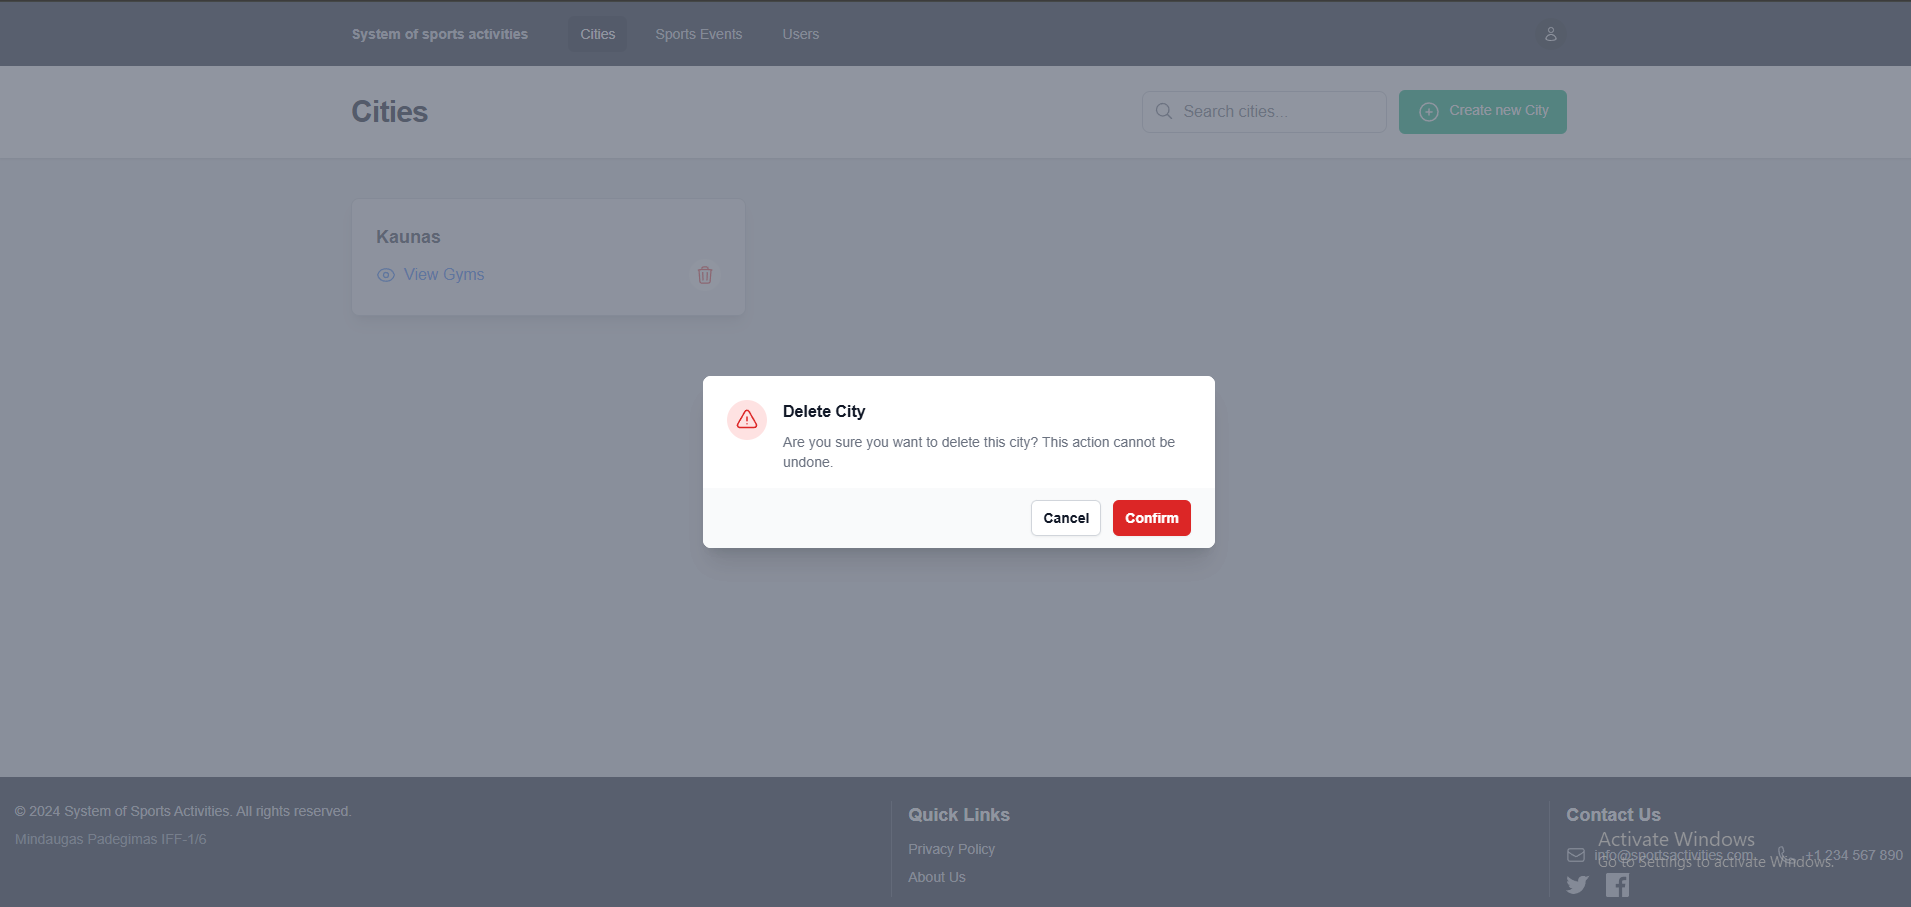 System of sports activities
Cities
Sports Events
Users
Cities
Search cities...
Create new City
Kaunas
View Gyms
Delete City
Are you sure you want to delete this city? This action cannot be
undone.
Cancel
Confirm
© 2024 System of Sports Activities. All rights reserved.
Mindaugas Padegimas IFF-1/6
Quick Links
Privacy Policy
About Us
Contact Us
Activate Windows
info@sportsactivities.com
+1 234 567 890
Go to Settings to activate Windows.